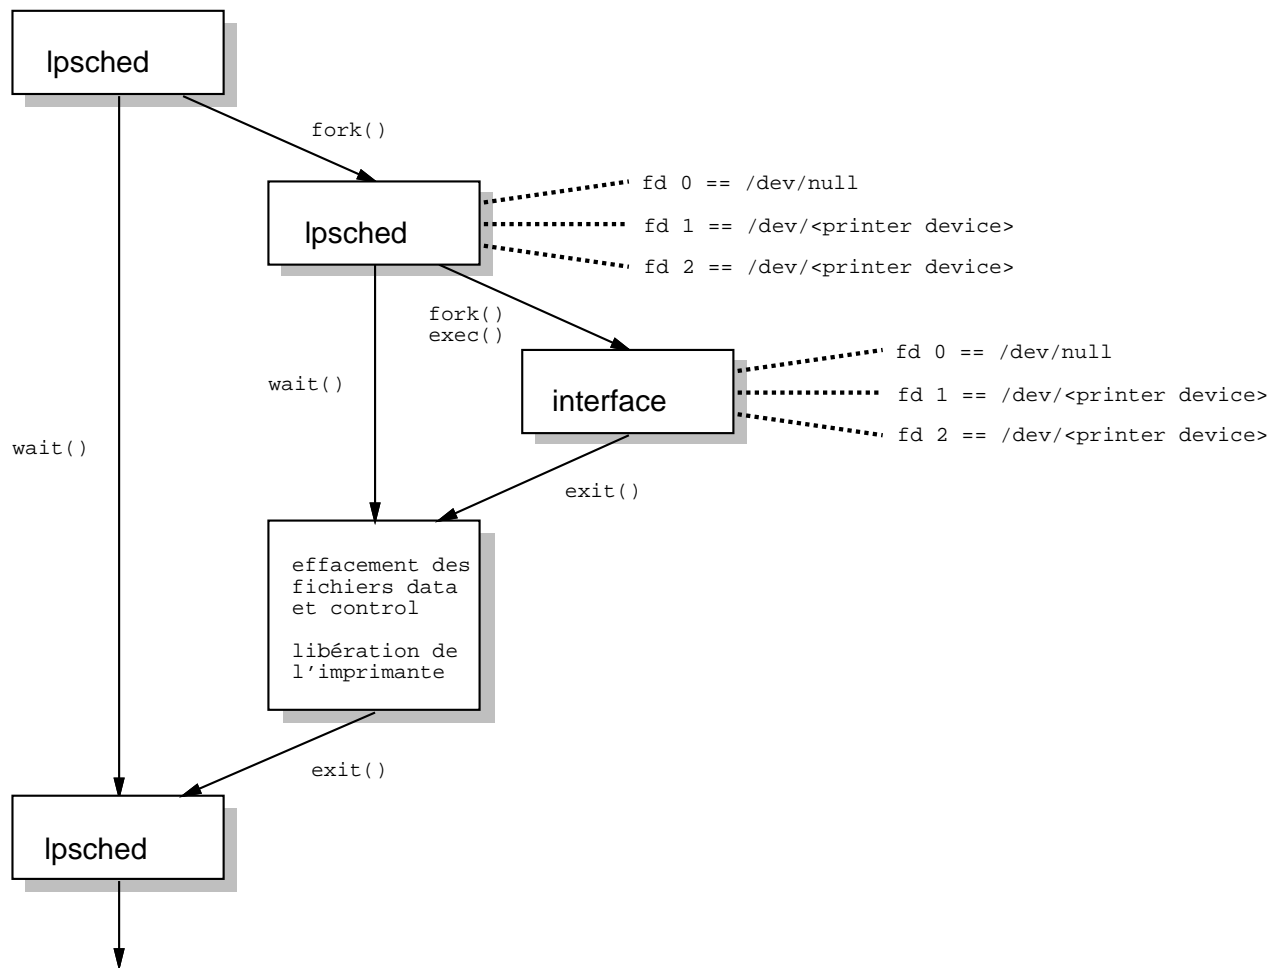 lpsched
fork()
fd 0 == /dev/null
lpsched
fd 1 == /dev/<printer device>
fd 2 == /dev/<printer device>
fork()
exec()
fd 0 == /dev/null
wait()
interface
fd 1 == /dev/<printer device>
fd 2 == /dev/<printer device>
wait()
exit()
effacement des
fichiers data
et control
libération de
l'imprimante
exit()
lpsched